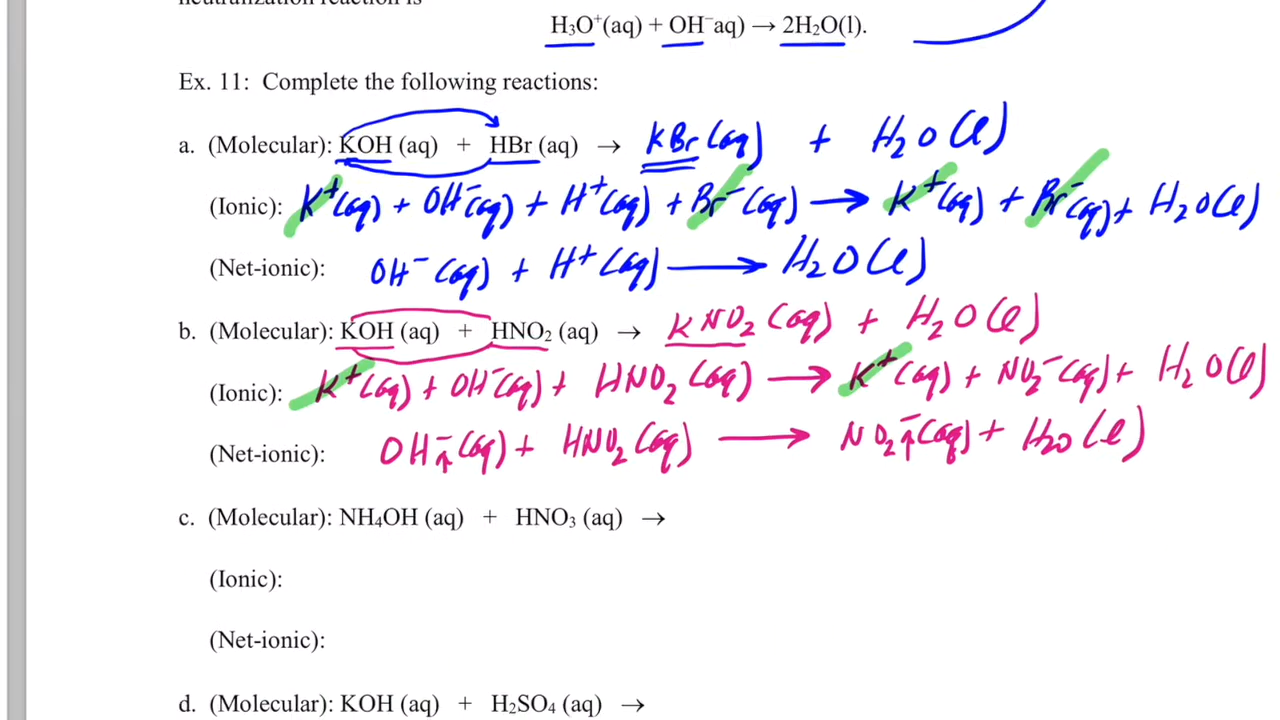 neutralization reaction is
H₃O⁺(aq) + OH⁻aq) → 2H₂O(l).
Ex. 11: Complete the following reactions:
a. (Molecular): KOH (aq) + HBr (aq) → KBr (aq) + H₂O (l)
(Ionic): K⁺(aq) + OH⁻(aq) + H⁺(aq) + Br⁻(aq) → K⁺(aq) + Br⁻(aq) + H₂O(l)
(Net-ionic): OH⁻(aq) + H⁺(aq) → H₂O(l)
b. (Molecular): KOH (aq) + HNO₂ (aq) → KNO₂ (aq) + H₂O (l)
(Ionic): K⁺(aq) + OH⁻(aq) + HNO₂(aq) → K⁺(aq) + NO₂⁻(aq) + H₂O(l)
(Net-ionic): OH⁻(aq) + HNO₂(aq) → NO₂⁻(aq) + H₂O(l)
c. (Molecular): NH₄OH (aq) + HNO₃ (aq) →
(Ionic):
(Net-ionic):
d. (Molecular): KOH (aq) + H₂SO₄ (aq) →